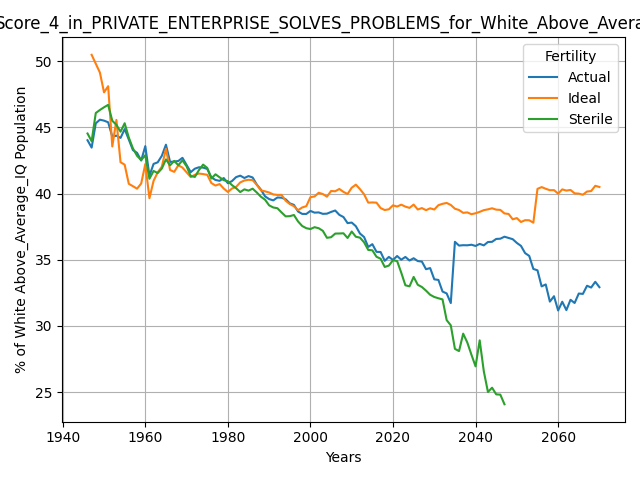 Score_4_in_PRIVATE_ENTERPRISE_SOLVES_PROBLEMS_for_White_Above_Avera
Fertility
Actual
Ideal
Sterile
% of White Above_Average_IQ Population
50
45
40
35
30
25
1940
1960
1980
2000
2020
2040
2060
Years